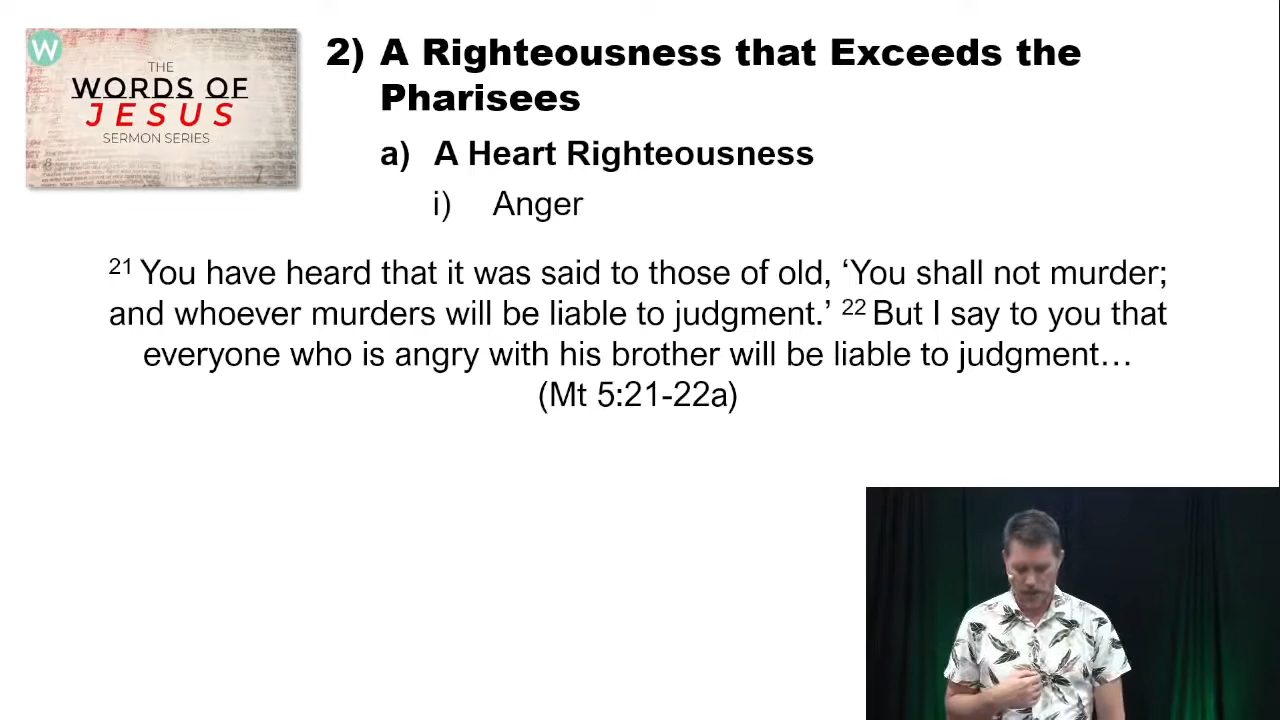 W
THE
WORDS OF
JESUS
SERMON SERIES
2) A Righteousness that Exceeds the
Pharisees
a) A Heart Righteousness
i) Anger
21 You have heard that it was said to those of old, ‘You shall not murder;
and whoever murders will be liable to judgment.’ 22 But I say to you that
everyone who is angry with his brother will be liable to judgment…
(Mt 5:21-22a)